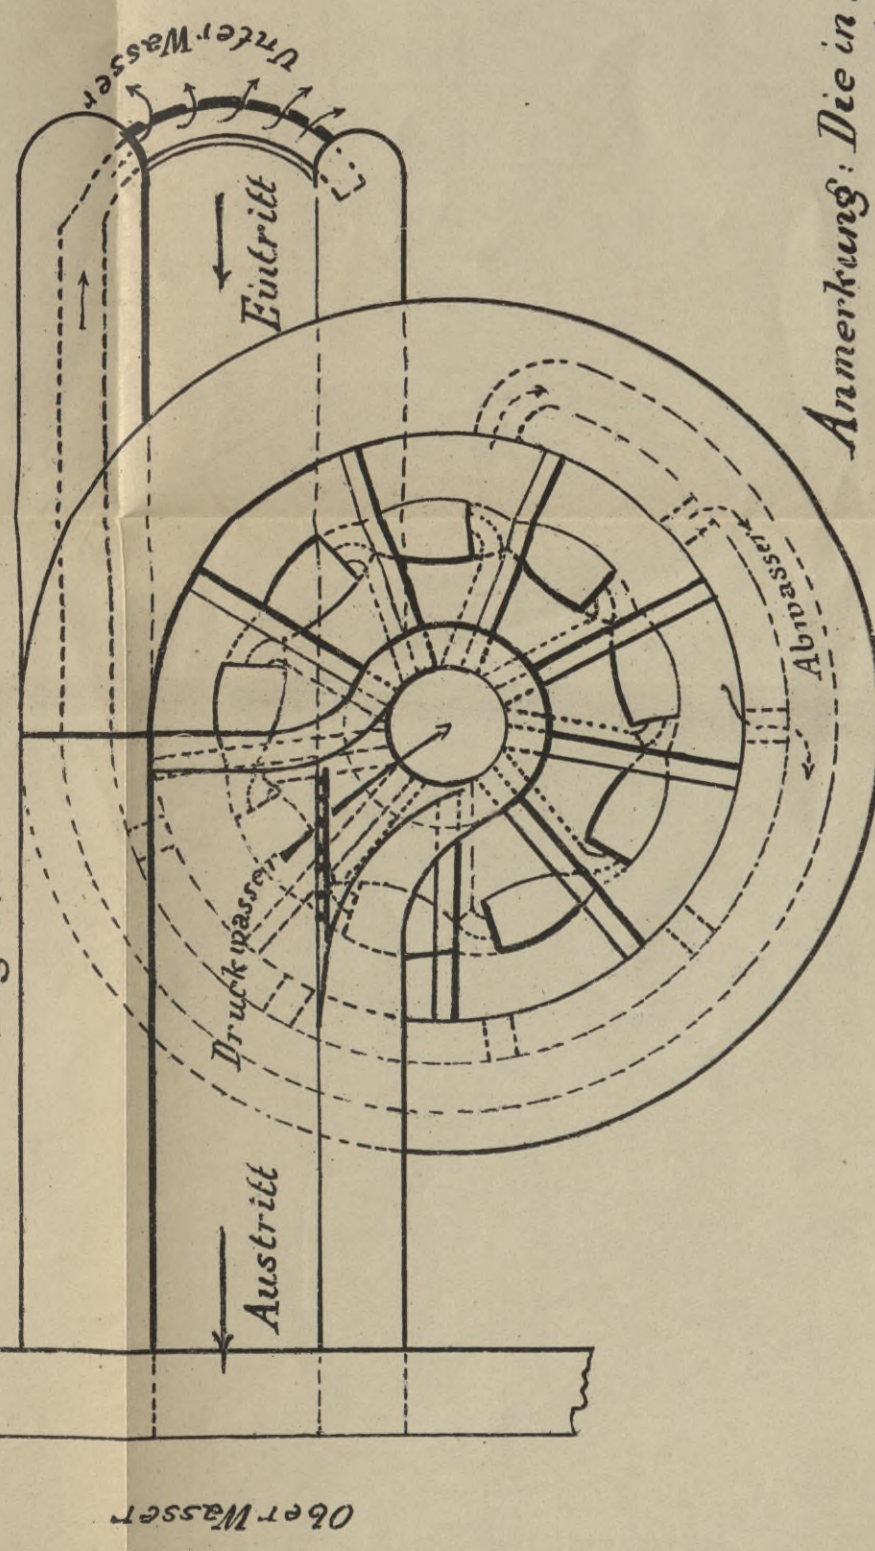 Unter Wasser
Eintritt
Anmerkung: Die in
Abwasser
Druckwasser
Austritt
Ober Wasser